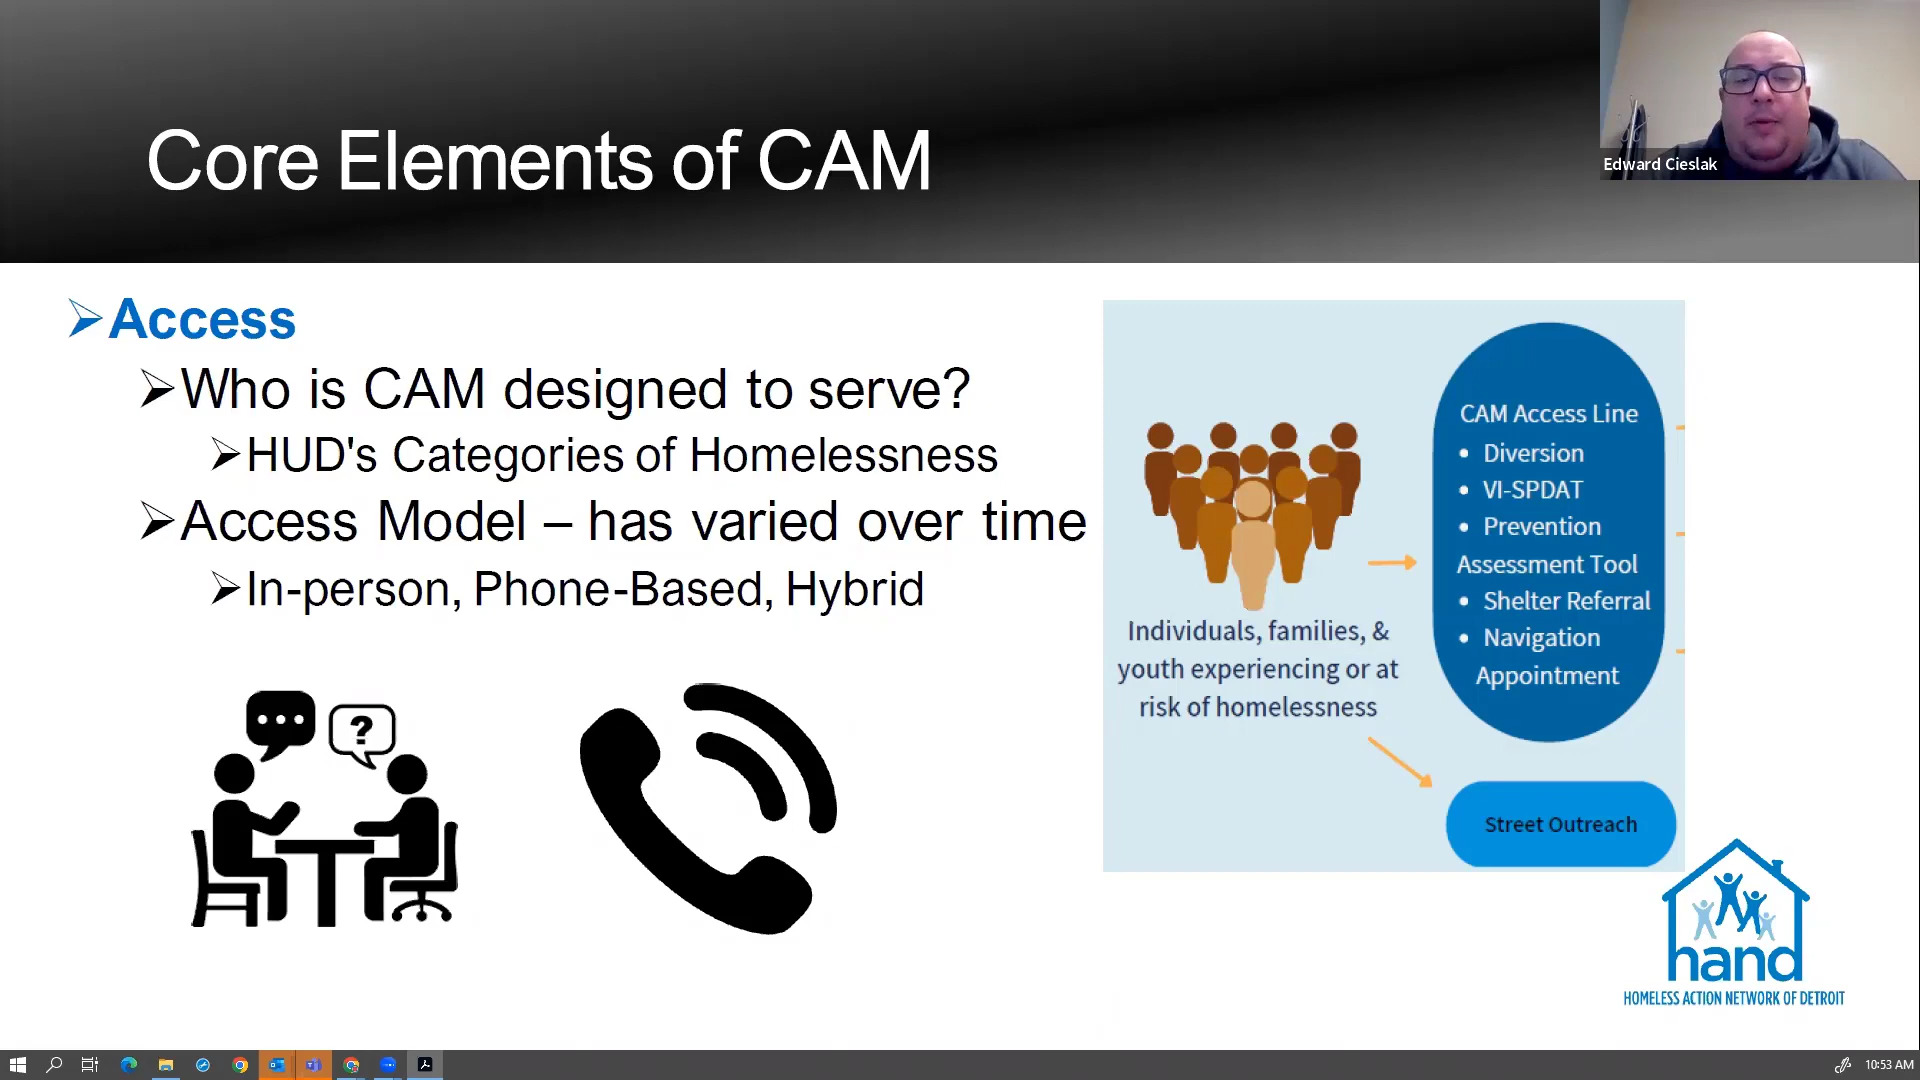 Core Elements of CAM
Edward Cieslak
Access
Who is CAM designed to serve?
HUD's Categories of Homelessness
Access Model – has varied over time
In-person, Phone-Based, Hybrid
?
Individuals, families, &
youth experiencing or at
risk of homelessness
CAM Access Line
• Diversion
• VI-SPDAT
• Prevention
Assessment Tool
• Shelter Referral
• Navigation
Appointment
Street Outreach
hand
HOMELESS ACTION NETWORK OF DETROIT
10:53 AM